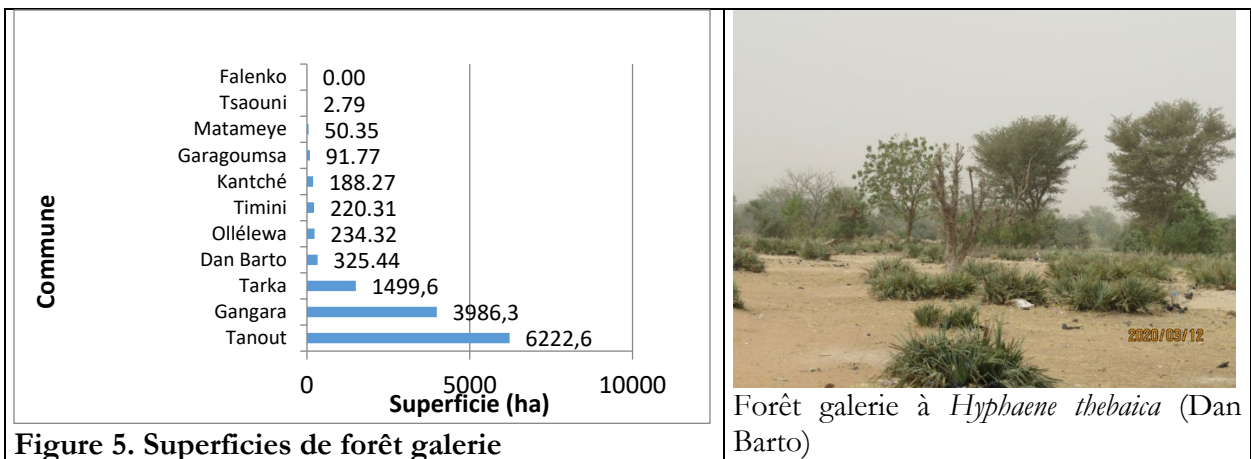 Commune
Falenko 0.00
Tsaouni 2.79
Matameye 50.35
Garagoumsa 91.77
Kantché 188.27
Timini 220.31
Ollélewa 234.32
Dan Barto 325.44
Tarka 1499,6
Gangara 3986,3
Tanout 6222,6
0 5000 10000
Superficie (ha)
Figure 5. Superficies de forêt galerie
2020/03/12
Forêt galerie à Hyphaene thebaica (Dan
Barto)